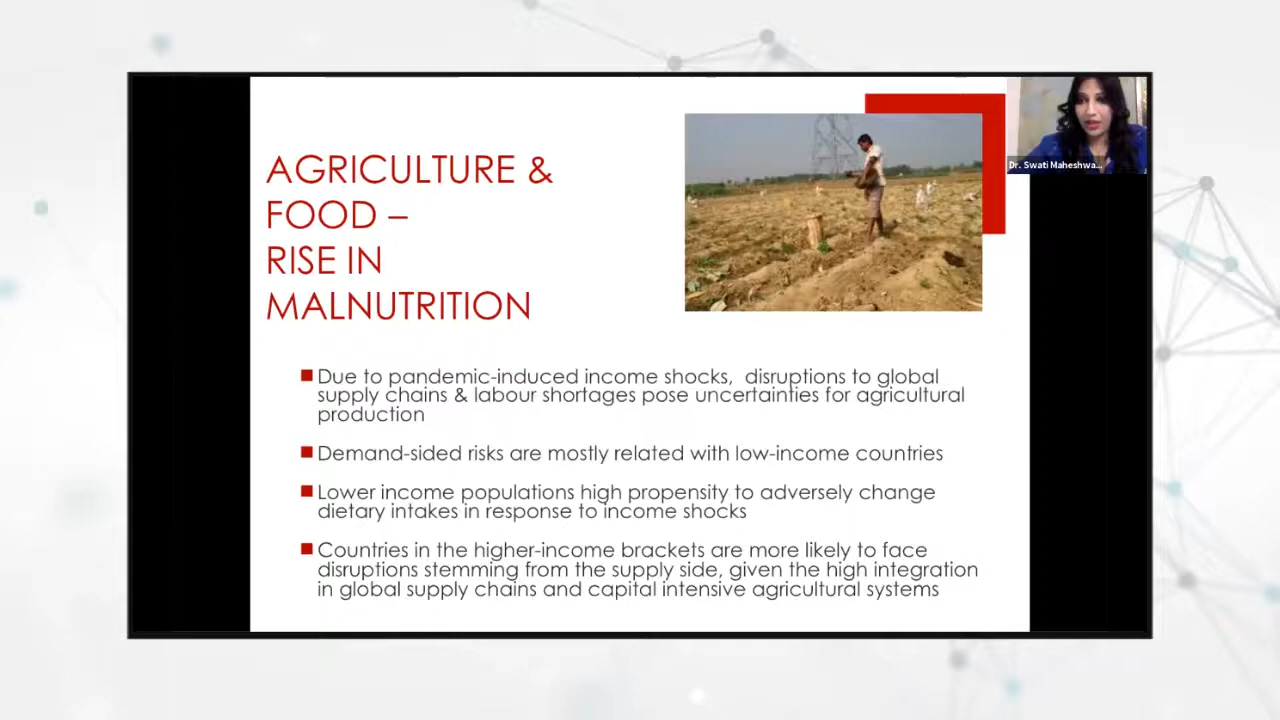 AGRICULTURE &
FOOD –
RISE IN
MALNUTRITION
Dr. Swati Maheshwa...
Due to pandemic-induced income shocks, disruptions to global
supply chains & labour shortages pose uncertainties for agricultural
production
Demand-sided risks are mostly related with low-income countries
Lower income populations high propensity to adversely change
dietary intakes in response to income shocks
Countries in the higher-income brackets are more likely to face
disruptions stemming from the supply side, given the high integration
in global supply chains and capital intensive agricultural systems